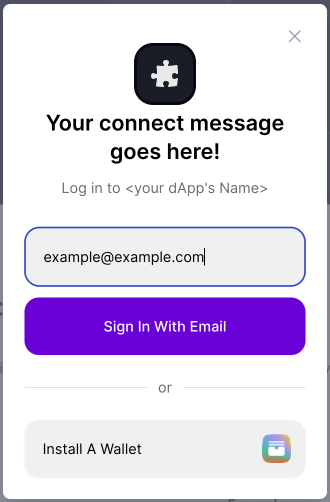 Your connect message
goes here!
Log in to <your dApp's Name>
example@example.com
Sign In With Email
or
Install A Wallet